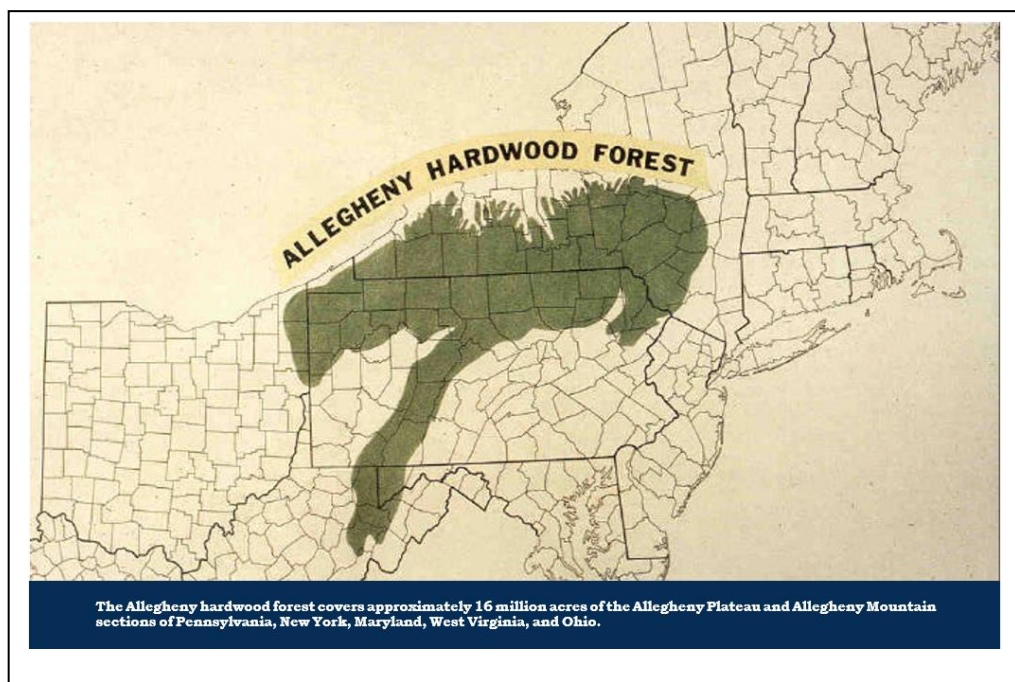 ALLEGHENY HARDWOOD FOREST
The Allegheny hardwood forest covers approximately 16 million acres of the Allegheny Plateau and Allegheny Mountain
sections of Pennsylvania, New York, Maryland, West Virginia, and Ohio.